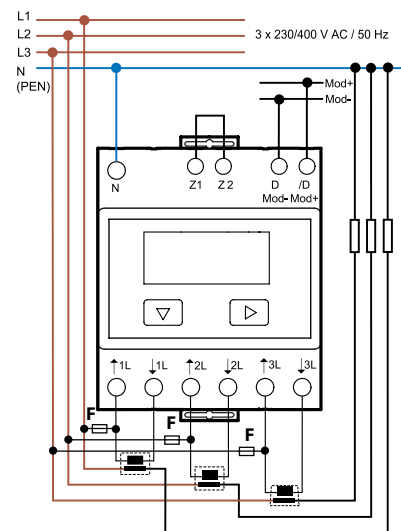 L1
L2
3 x 230/400 V AC / 50 Hz
L3
N
(PEN)
Mod+
Mod-
N
Z1
Z 2
D
/D
Mod- Mod+
↑1L
↓1L
↑2L
↓2L
↑3L
↓3L
F
F
F